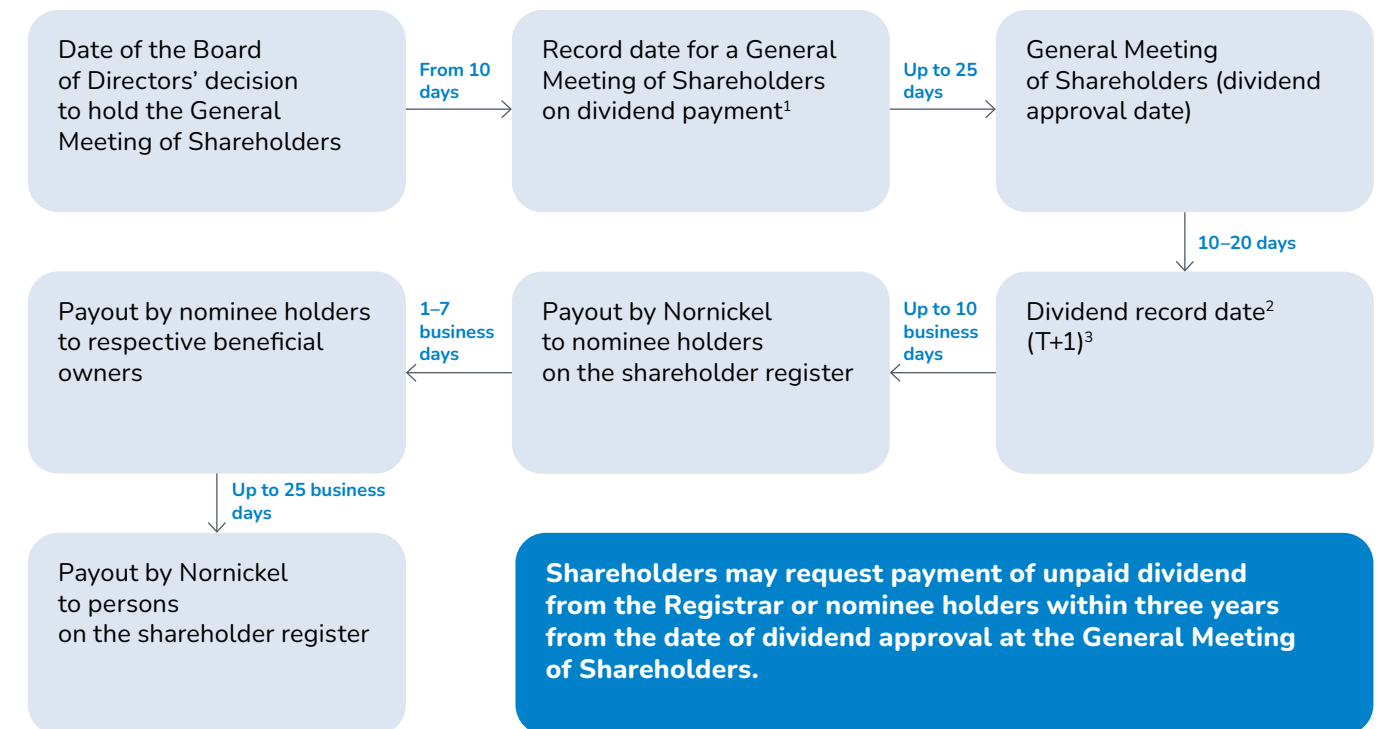 Date of the Board
of Directors’ decision
to hold the General
Meeting of Shareholders
From 10
days
Record date for a General
Meeting of Shareholders
on dividend payment¹
Up to 25
days
General Meeting
of Shareholders (dividend
approval date)
10–20 days
Dividend record date²
(T+1)³
Up to 10
business
days
Payout by Nornickel
to nominee holders
on the shareholder register
1–7
business
days
Payout by nominee holders
to respective beneficial
owners
Up to 25 business
days
Payout by Nornickel
to persons
on the shareholder register
Shareholders may request payment of unpaid dividend
from the Registrar or nominee holders within three years
from the date of dividend approval at the General Meeting
of Shareholders.